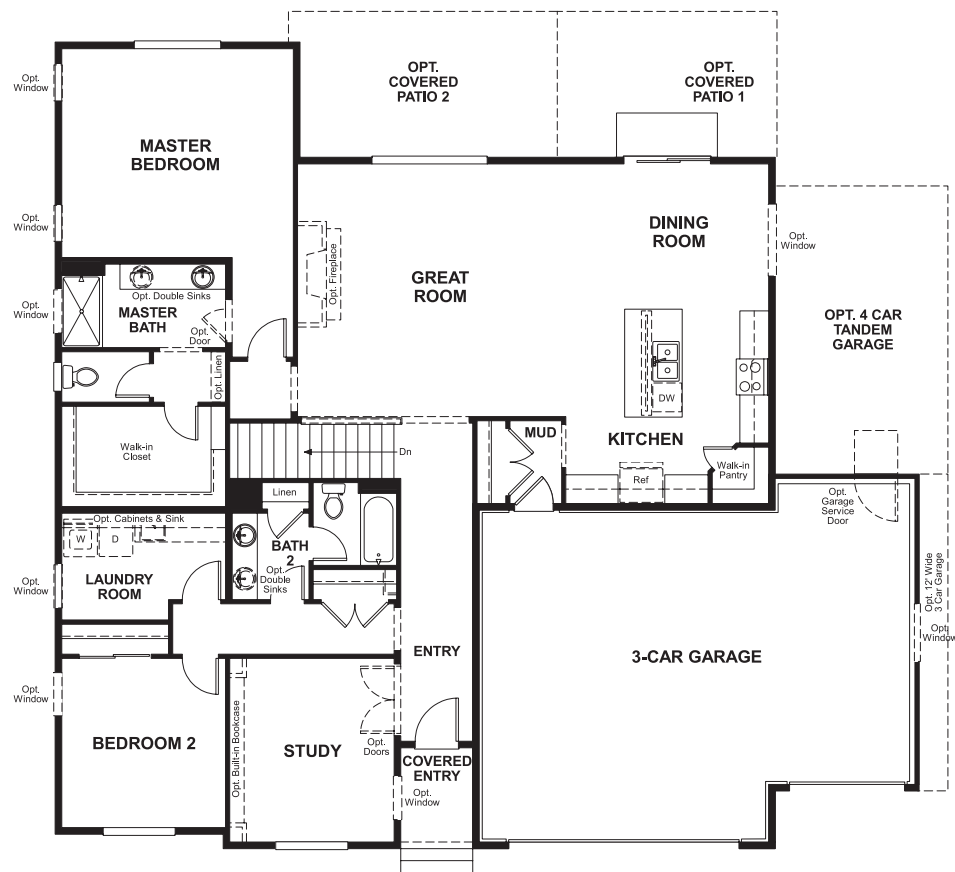 OPT.
COVERED
PATIO 2
OPT.
COVERED
PATIO 1
Opt.
Window
MASTER
BEDROOM
Opt.
Window
DINING
ROOM
Opt.
Window
GREAT
ROOM
Opt. Fireplace
Opt. Double Sinks
MASTER
BATH
Opt.
Door
Opt.
Window
OPT. 4 CAR
TANDEM
GARAGE
Opt. Linen
DW
Walk-in
Closet
Dn
MUD
KITCHEN
Walk-in
Pantry
Ref
Linen
Opt.
Garage
Service
Door
Opt. Cabinets & Sink
W
D
BATH
2
Opt.
Double
Sinks
LAUNDRY
ROOM
Opt.
Window
Opt. 12' Wide
3 Car Garage
Opt.
Window
ENTRY
3-CAR GARAGE
Opt.
Window
BEDROOM 2
Opt. Built-in Bookcase
STUDY
Opt.
Doors
COVERED
ENTRY
Opt.
Window